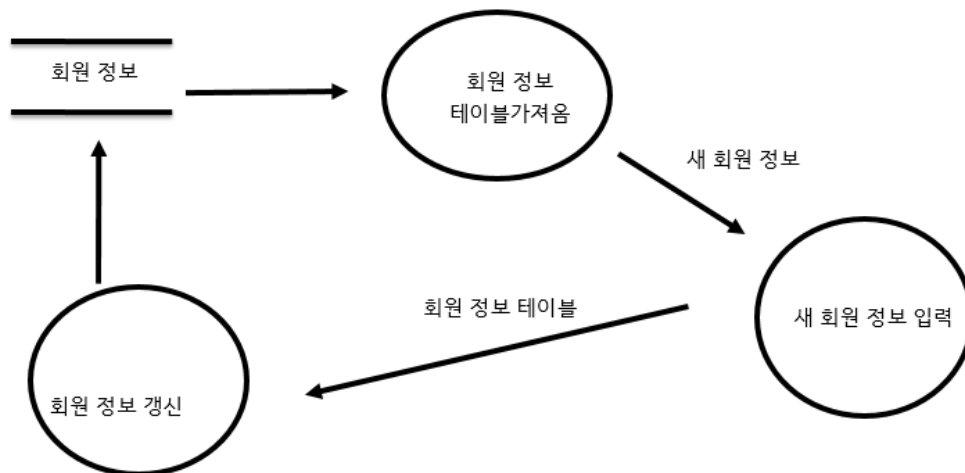 회원 정보
회원 정보
테이블가져옴
새 회원 정보
새 회원 정보 입력
회원 정보 테이블
회원 정보 갱신